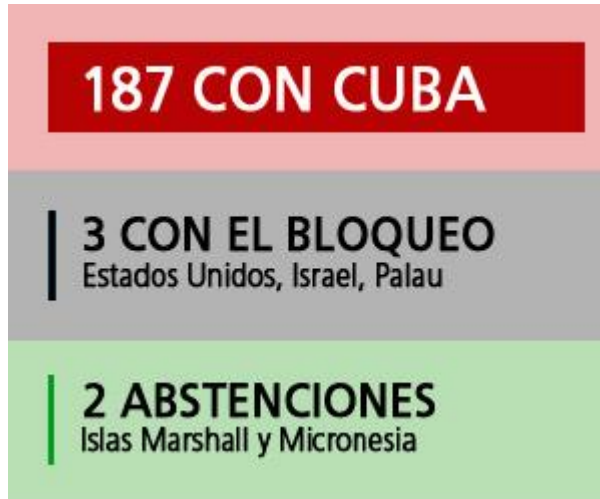 187 CON CUBA
3 CON EL BLOQUEO
Estados Unidos, Israel, Palau
2 ABSTENCIONES
Islas Marshall y Micronesia